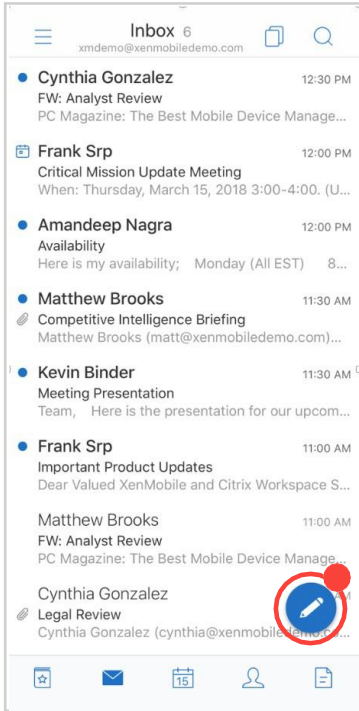 Inbox 6
xmdemo@xenmobiledemo.com
Cynthia Gonzalez 12:30 PM
FW: Analyst Review
PC Magazine: The Best Mobile Device Manage...
Frank Srp 12:00 PM
Critical Mission Update Meeting
When: Thursday, March 15, 2018 3:00-4:00. (U...
Amandeep Nagra 12:00 PM
Availability
Here is my availability; Monday (All EST) 8...
Matthew Brooks 11:30 AM
Competitive Intelligence Briefing
Matthew Brooks (matt@xenmobiledemo.com)...
Kevin Binder 11:30 AM
Meeting Presentation
Team, Here is the presentation for our upcom...
Frank Srp 11:00 AM
Important Product Updates
Dear Valued XenMobile and Citrix Workspace S...
Matthew Brooks 11:00 AM
FW: Analyst Review
PC Magazine: The Best Mobile Device Manage...
Cynthia Gonzalez
Legal Review
Cynthia Gonzalez (cynthia@xenmobiledemo.co...
15